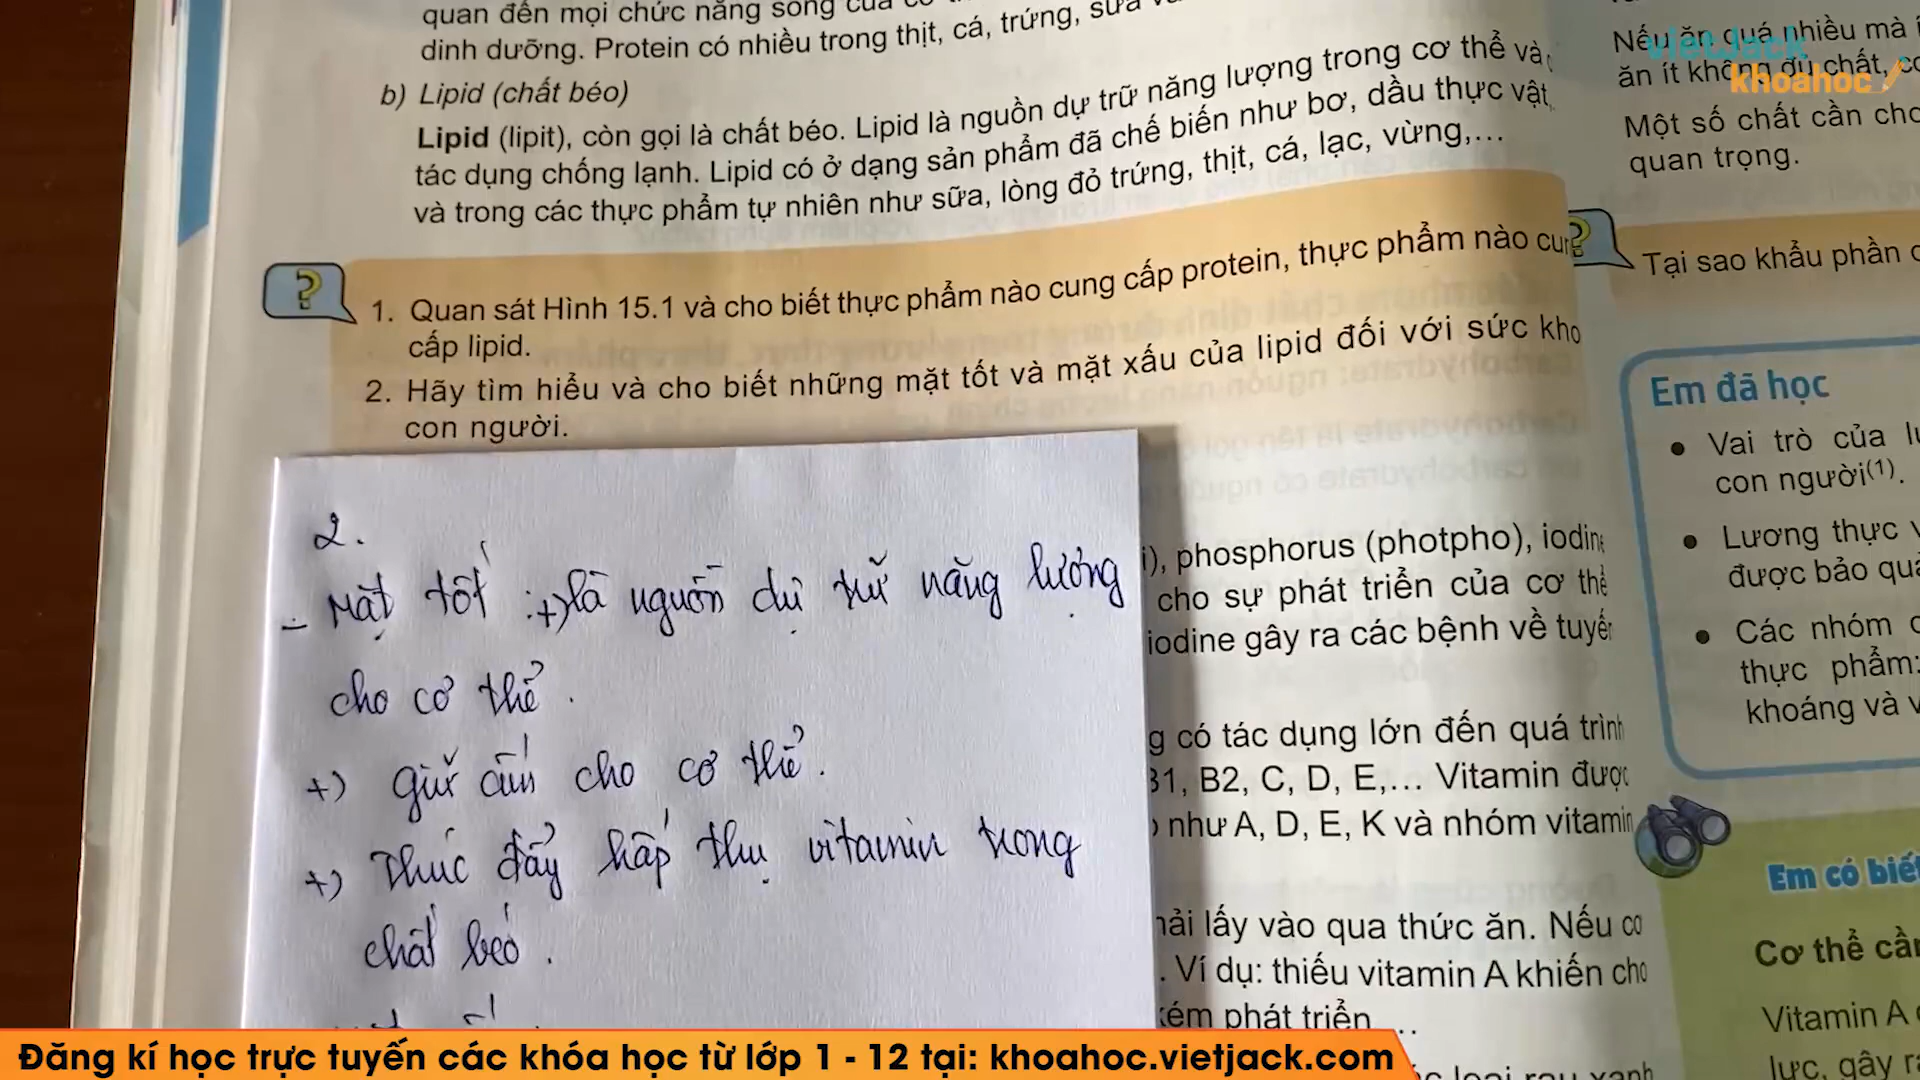 quan đến mọi chức năng sống của
dinh dưỡng. Protein có nhiều trong thịt, cá, trứng, sữa
b) Lipid (chất béo)
Lipid (lipit), còn gọi là chất béo. Lipid là nguồn dự trữ năng lượng trong cơ thể và
tác dụng chống lạnh. Lipid có ở dạng sản phẩm đã chế biến như bơ, dầu thực vật,
và trong các thực phẩm tự nhiên như sữa, lòng đỏ trứng, thịt, cá, lạc, vừng,...
?
1. Quan sát Hình 15.1 và cho biết thực phẩm nào cung cấp protein, thực phẩm nào cun
cấp lipid.
2. Hãy tìm hiểu và cho biết những mặt tốt và mặt xấu của lipid đối với sức kho
con người.
2.
- Mặt tốt :+) là nguồn dự trữ năng lượng
cho cơ thể.
+) giữ ấm cho cơ thể.
+) Thúc đẩy hấp thụ vitamin trong
chất béo.
i), phosphorus (photpho), iodine
cho sự phát triển của cơ thể
iodine gây ra các bệnh về tuyến
g có tác dụng lớn đến quá trình
B1, B2, C, D, E,... Vitamin được
như A, D, E, K và nhóm vitamin
hải lấy vào qua thức ăn. Nếu cơ
. Ví dụ: thiếu vitamin A khiến cho
kém phát triển,...
loại rau xanh
Nếu ăn quá nhiều mà
ăn ít không đủ chất,
Một số chất cần cho
quan trọng.
?
Tại sao khẩu phần
Em đã học
• Vai trò của
con người(1).
• Lương thực
được bảo quả
• Các nhóm
thực phẩm:
khoáng và v
Em có biết
Cơ thể cần
Vitamin A
lực, gây
vietJack
khoahoc
Đăng kí học trực tuyến các khóa học từ lớp 1 - 12 tại: khoahoc.vietjack.com